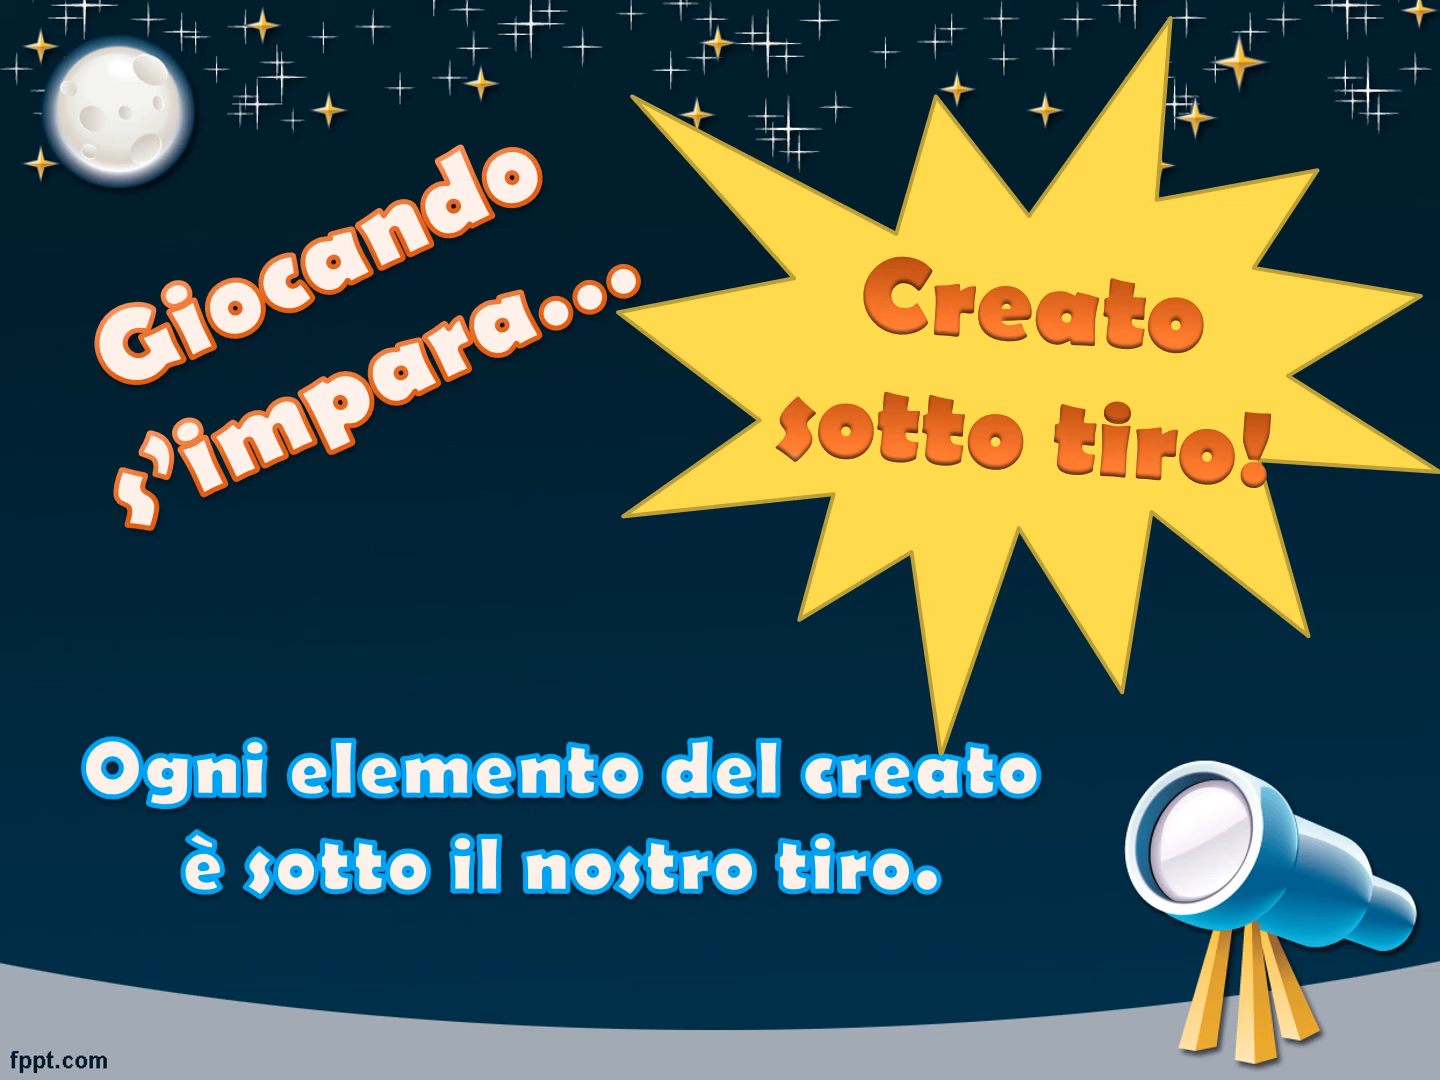 Giocando
s'impara...
Creato
sotto tiro!
Ogni elemento del creato
è sotto il nostro tiro.
fppt.com